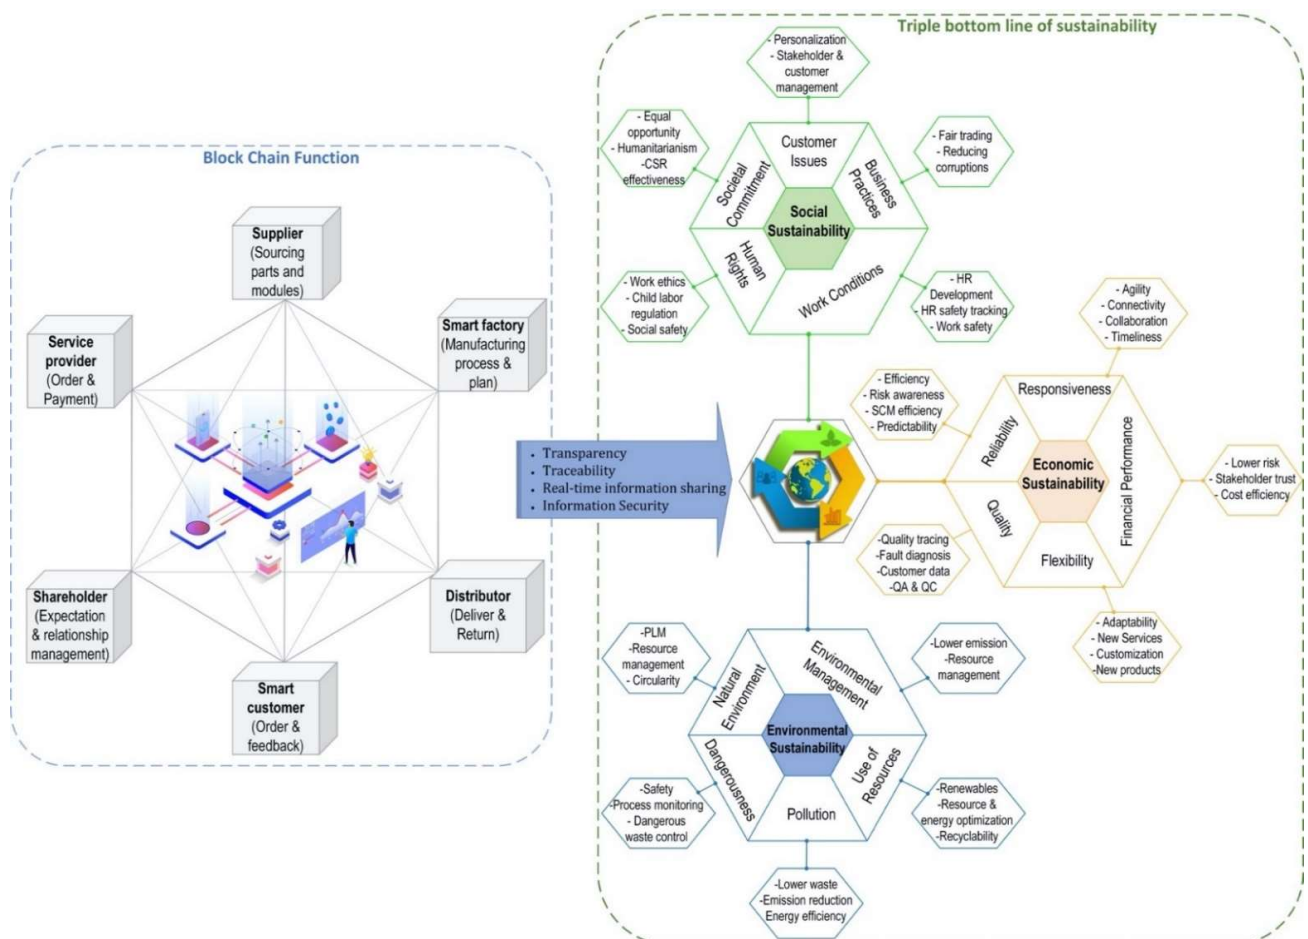 Triple bottom line of sustainability
Block Chain Function
Supplier
(Sourcing
parts and
modules)
Service
provider
(Order &
Payment)
Smart factory
(Manufacturing
process &
plan)
Shareholder
(Expectation
& relationship
management)
Distributor
(Deliver &
Return)
Smart
customer
(Order &
feedback)
• Transparency
• Traceability
• Real-time information sharing
• Information Security
- Personalization
- Stakeholder &
customer
management
- Equal
opportunity
- Humanitarianism
-CSR
effectiveness
- Fair trading
- Reducing
corruptions
- Work ethics
- Child labor
regulation
- Social safety
- HR
Development
- HR safety tracking
- Work safety
Customer
Issues
Societal
Commitment
Business
Practices
Social
Sustainability
Human
Rights
Work Conditions
- Agility
- Connectivity
- Collaboration
- Timeliness
- Efficiency
- Risk awareness
- SCM efficiency
- Predictability
Responsiveness
Reliability
Economic
Sustainability
Financial Performance
Quality
Flexibility
- Lower risk
- Stakeholder trust
- Cost efficiency
-Quality tracing
-Fault diagnosis
-Customer data
-QA & QC
- Adaptability
- New Services
- Customization
-New products
-PLM
-Resource
management
- Circularity
-Lower emission
-Resource
management
Natural
Environment
Environmental
Management
Environmental
Sustainability
Dangerousness
Use of
Resources
Pollution
-Safety
-Process monitoring
- Dangerous
waste control
-Renewables
-Resource &
energy optimization
-Recyclability
-Lower waste
-Emission reduction
Energy efficiency